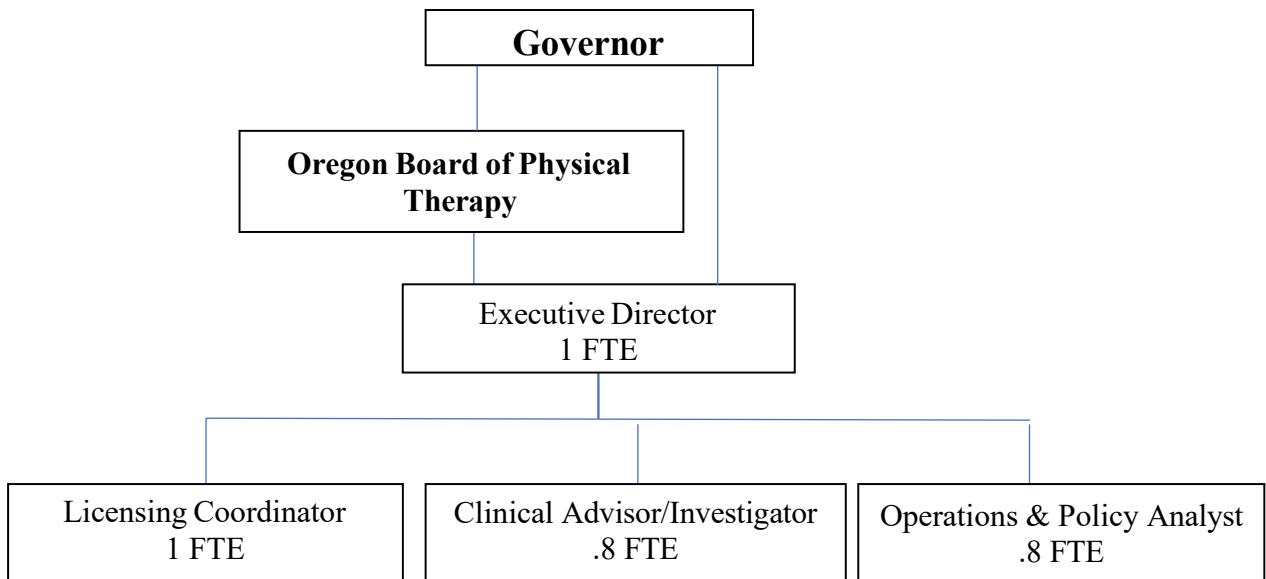 Governor
Oregon Board of Physical
Therapy
Executive Director
1 FTE
Licensing Coordinator
1 FTE
Clinical Advisor/Investigator
.8 FTE
Operations & Policy Analyst
.8 FTE